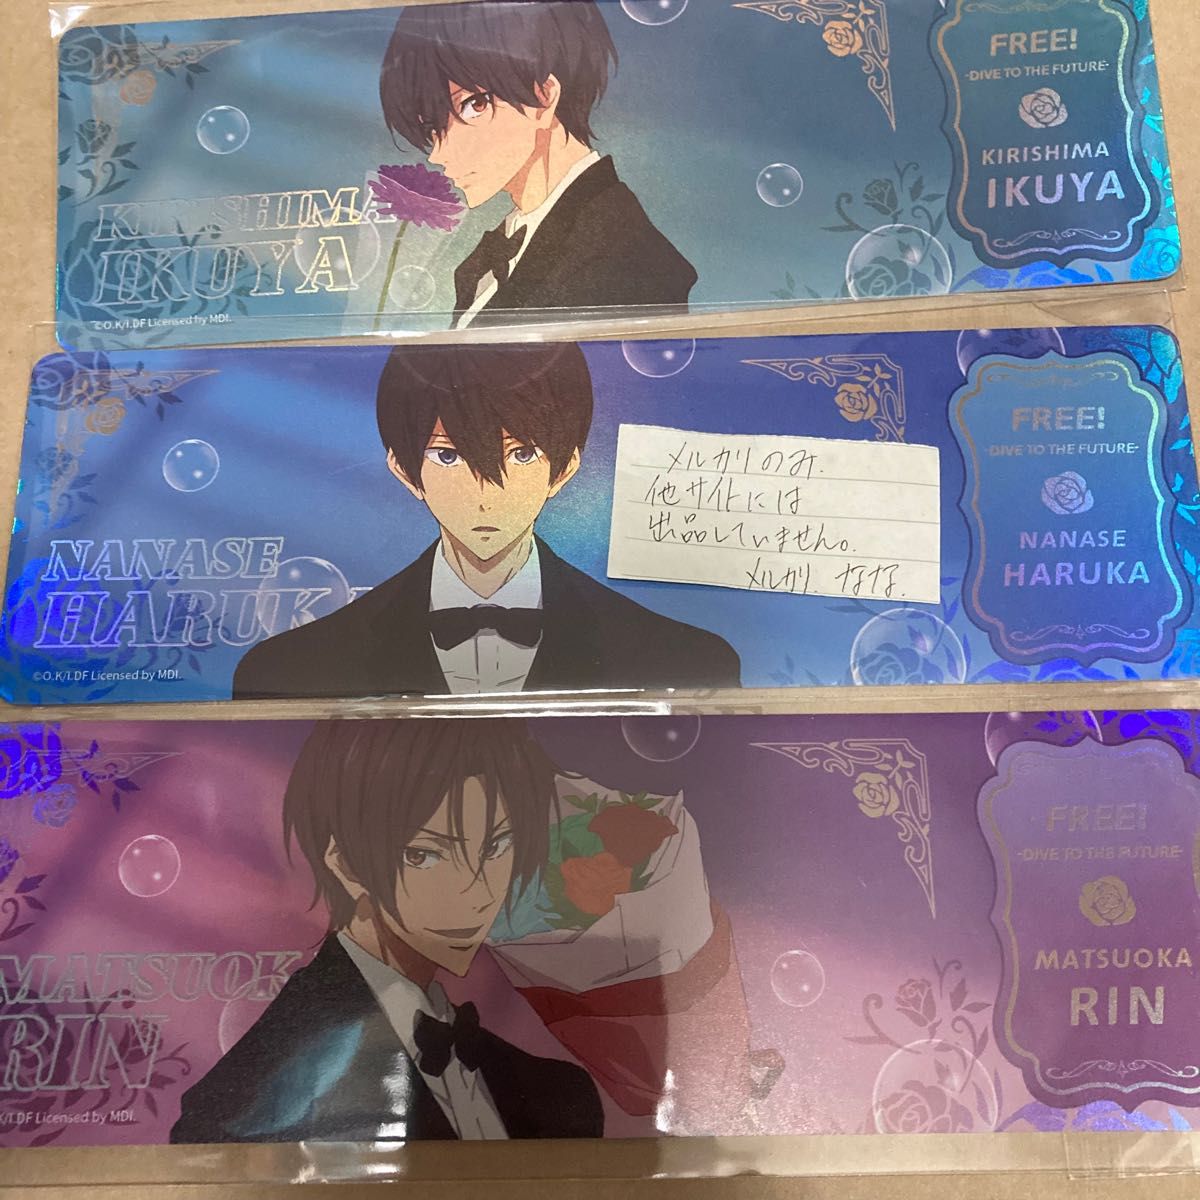 FREE!
-DIVE TO THE FUTURE-
KIRISHIMA
IKUYA
KIRISHIMA
IKUYA
©O.K/I.DF Licensed by MDI.
FREE!
-DIVE TO THE FUTURE-
NANASE
HARUKA
メルカリのみ.
他サイトには
出品していません。
メルカリ. なな.
NANASE
HARUK
©O.K/I.DF Licensed by MDI.
FREE!
-DIVE TO THE FUTURE-
MATSUOKA
RIN
MATSUOK
RIN
K/I.DF Licensed by MDI.